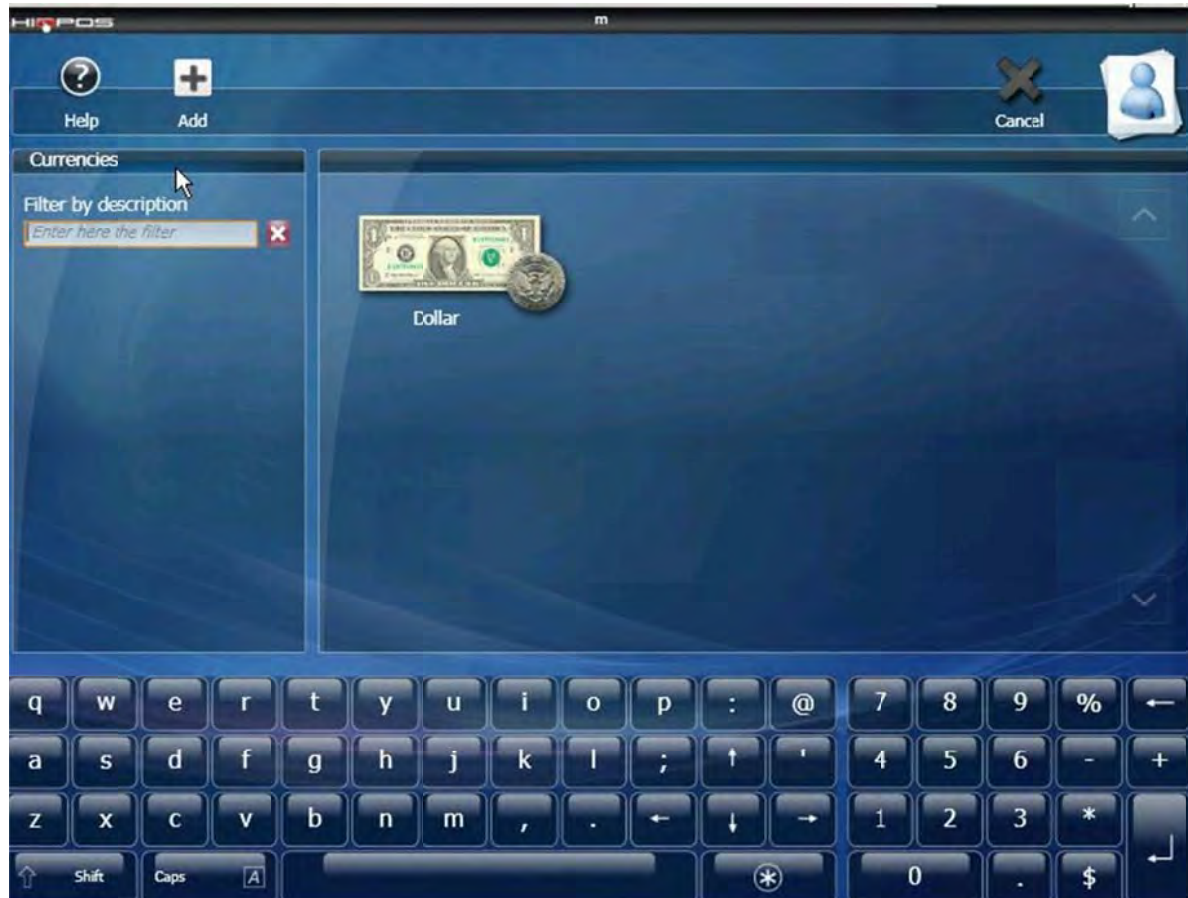 HIOPOS
m
Help
Add
Cancel
Currencies
Filter by description
Enter here the filter
Dollar
q w e r t y u i o p : @ 7 8 9 % ←
a s d f g h j k l ; ↑ ' 4 5 6 - +
z x c v b n m , . ← ↓ → 1 2 3 *
Shift Caps A 0 . $